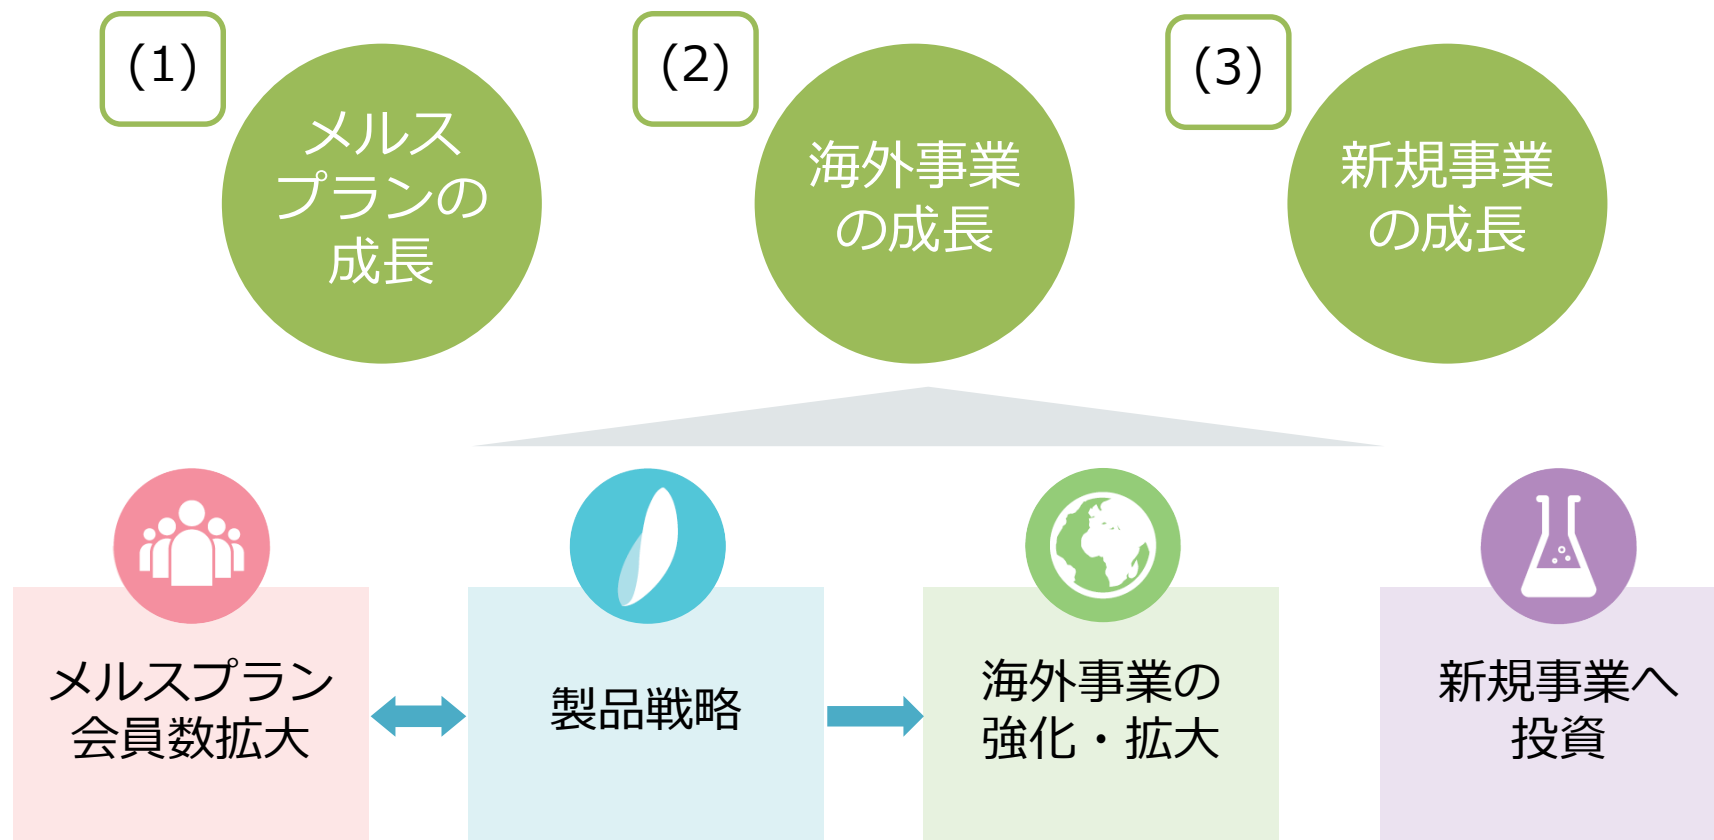 (1)
メルス
プランの
成長
(2)
海外事業
の成長
(3)
新規事業
の成長
メルスプラン
会員数拡大
製品戦略
海外事業の
強化・拡大
新規事業へ
投資